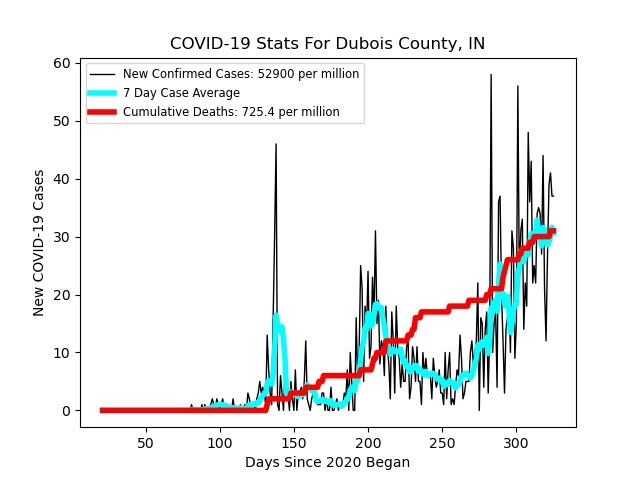 COVID-19 Stats For Dubois County, IN
New Confirmed Cases: 52900 per million
7 Day Case Average
Cumulative Deaths: 725.4 per million
New COVID-19 Cases
60
50
40
30
20
10
0
50 100 150 200 250 300
Days Since 2020 Began